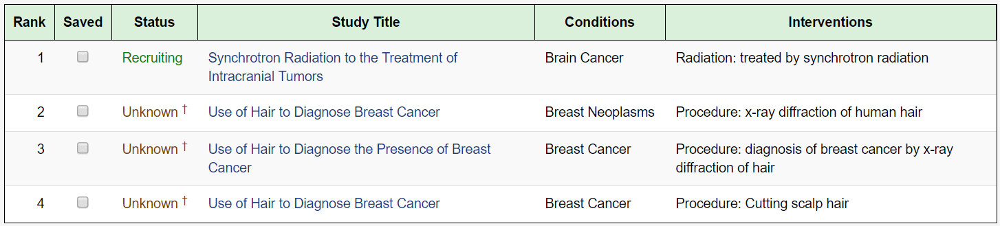 Rank Saved Status Study Title Conditions Interventions
1 Recruiting Synchrotron Radiation to the Treatment of Brain Cancer Radiation: treated by synchrotron radiation
Intracranial Tumors
2 Unknown † Use of Hair to Diagnose Breast Cancer Breast Neoplasms Procedure: x-ray diffraction of human hair
3 Unknown † Use of Hair to Diagnose the Presence of Breast Breast Cancer Procedure: diagnosis of breast cancer by x-ray
Cancer diffraction of hair
4 Unknown † Use of Hair to Diagnose Breast Cancer Breast Cancer Procedure: Cutting scalp hair